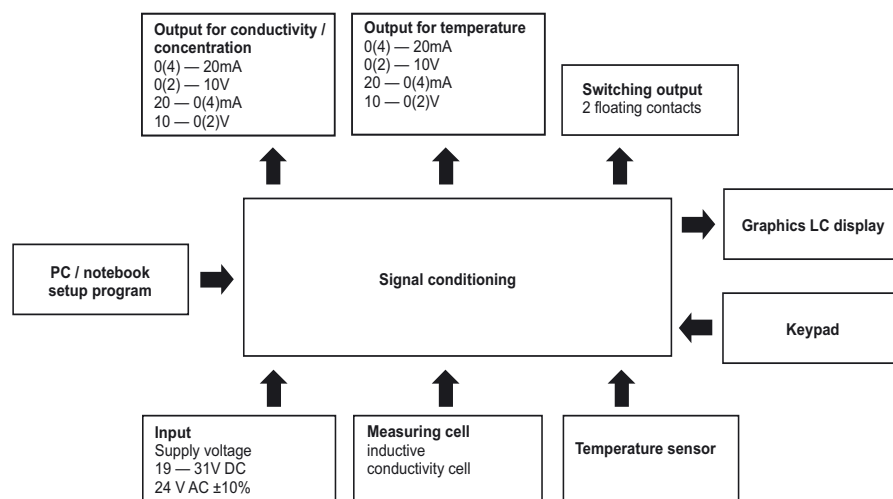 Output for conductivity /
concentration
0(4) — 20mA
0(2) — 10V
20 — 0(4)mA
10 — 0(2)V
Output for temperature
0(4) — 20mA
0(2) — 10V
20 — 0(4)mA
10 — 0(2)V
Switching output
2 floating contacts
Graphics LC display
PC / notebook
setup program
Signal conditioning
Keypad
Input
Supply voltage
19 — 31V DC
24 V AC ±10%
Measuring cell
inductive
conductivity cell
Temperature sensor